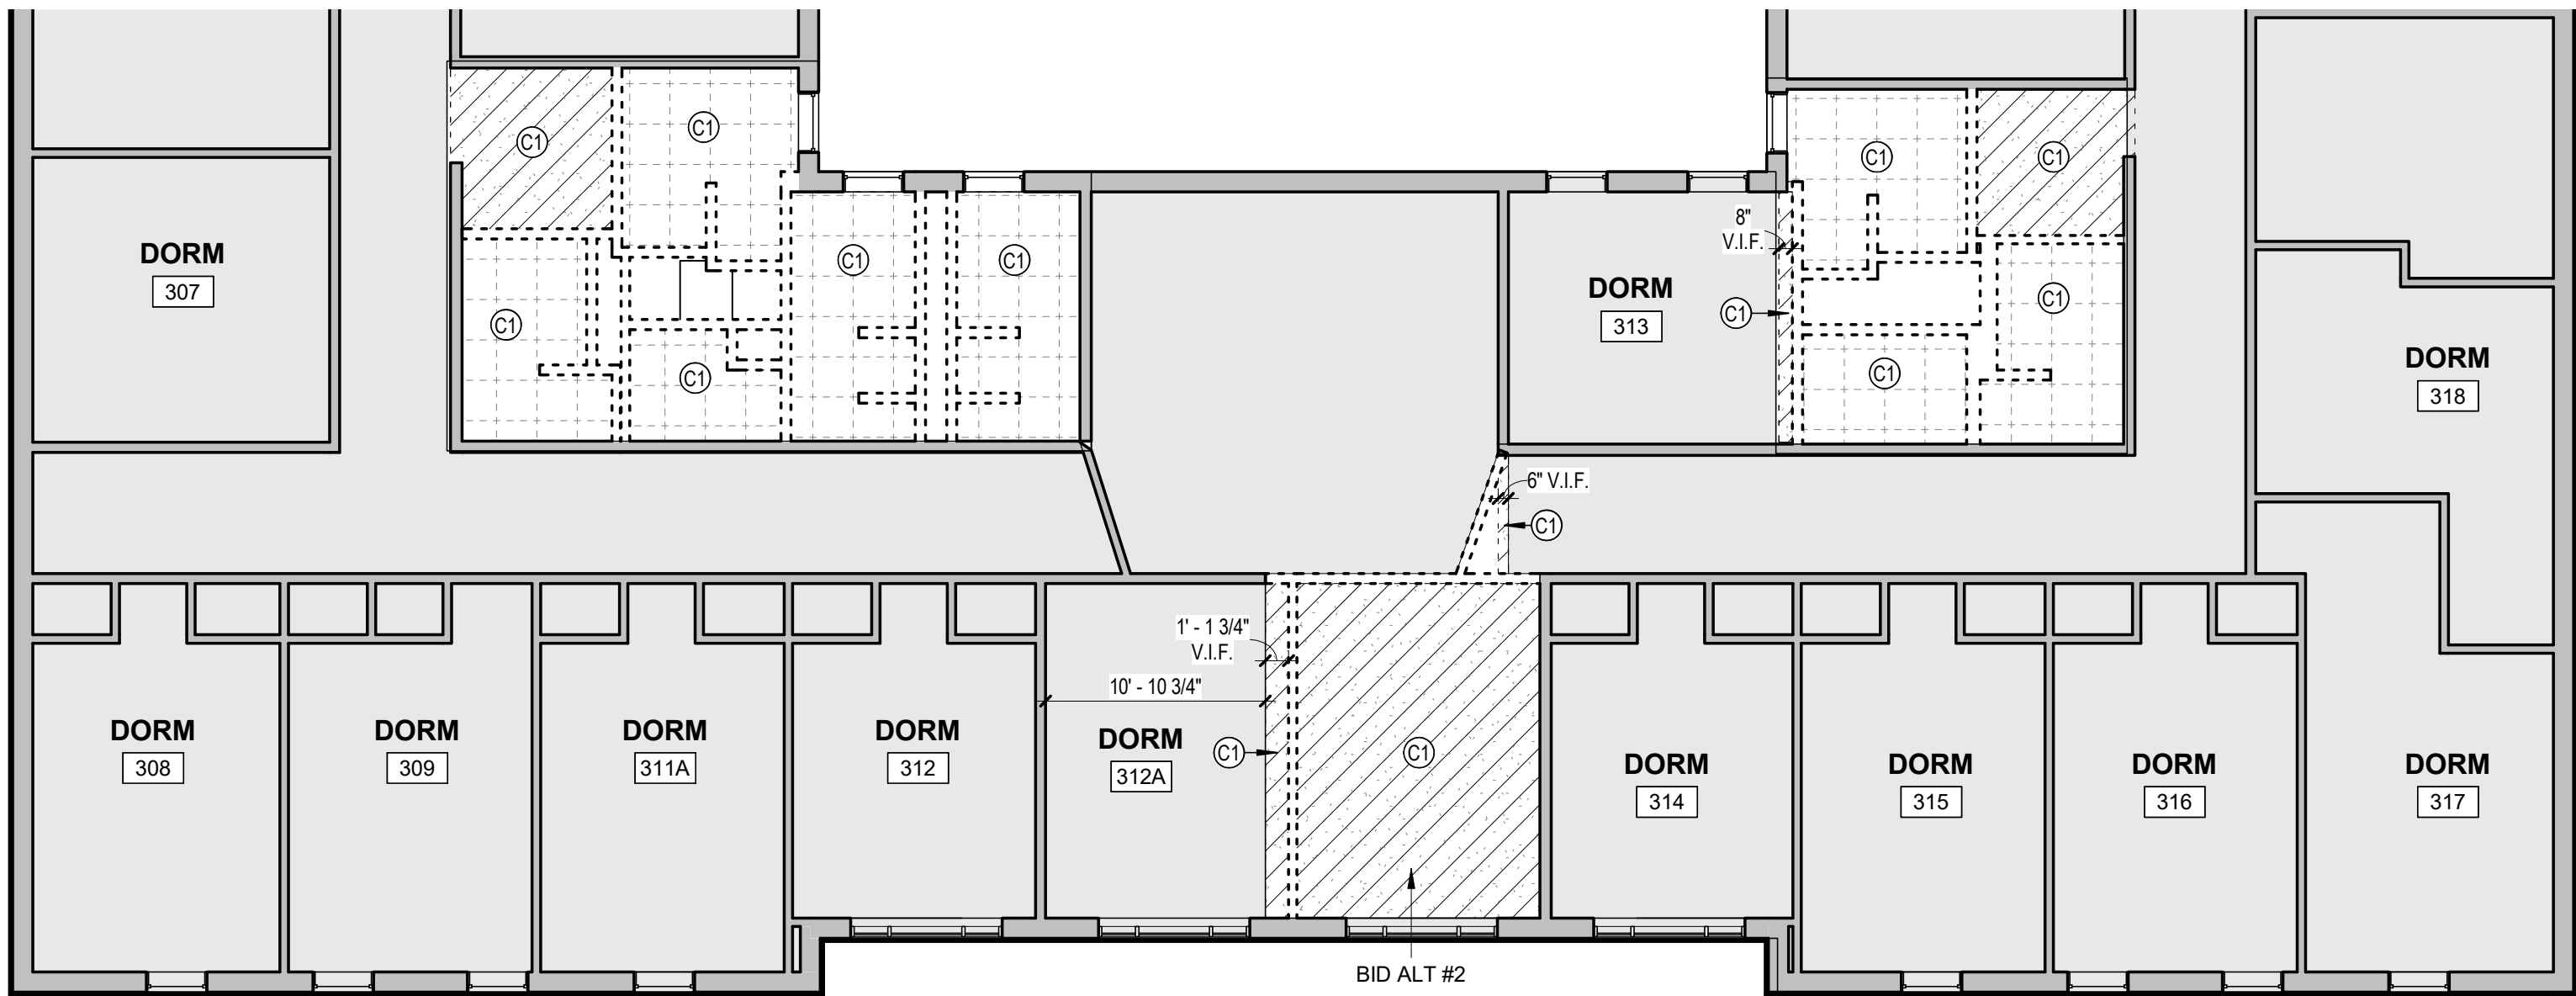 C1
C1
C1
C1
8"
V.I.F.
DORM
307
C1
C1
DORM
313
C1
C1
C1
C1
C1
C1
DORM
318
6" V.I.F.
C1
1' - 1 3/4"
V.I.F.
10' - 10 3/4"
DORM
308
DORM
309
DORM
311A
DORM
312
DORM
312A
C1
C1
DORM
314
DORM
315
DORM
316
DORM
317
BID ALT #2